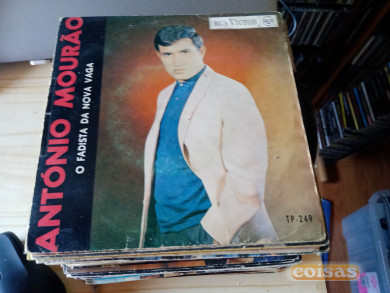 RCA VICTOR
ANTÓNIO MOURÃO
O FADISTA DA NOVA VAGA
TP-249
coisas